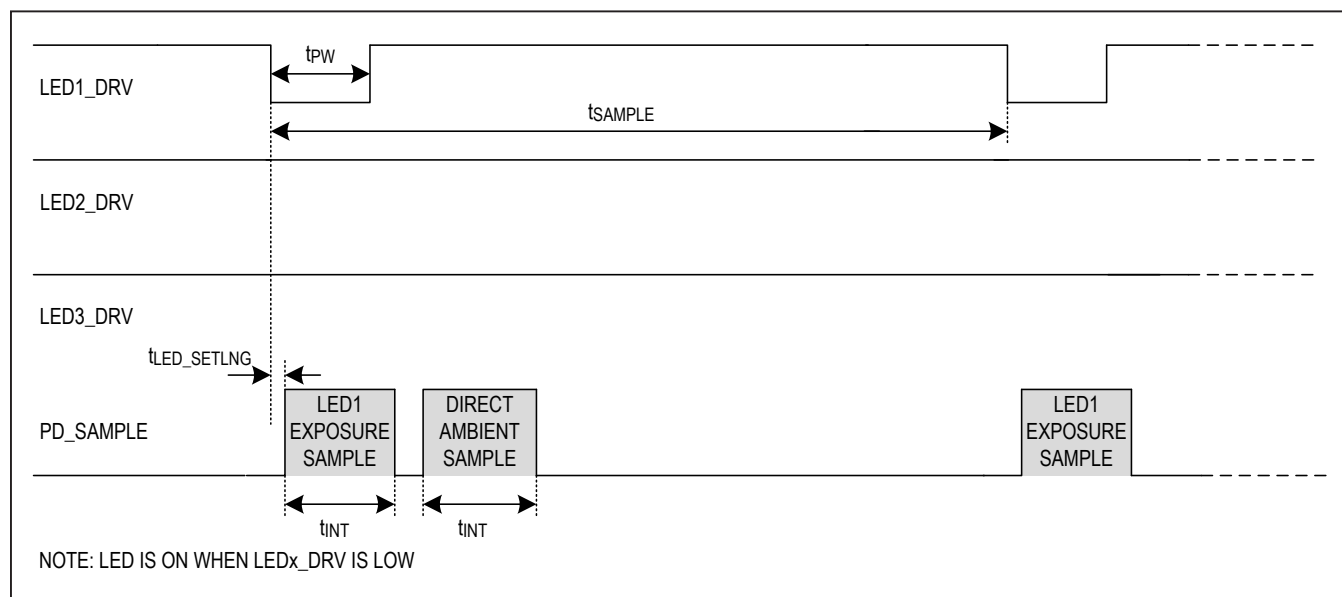 LED1_DRV
tPW
tSAMPLE
LED2_DRV
LED3_DRV
tLED_SETLNG
PD_SAMPLE
LED1
EXPOSURE
SAMPLE
DIRECT
AMBIENT
SAMPLE
LED1
EXPOSURE
SAMPLE
tINT
tINT
NOTE: LED IS ON WHEN LEDx_DRV IS LOW